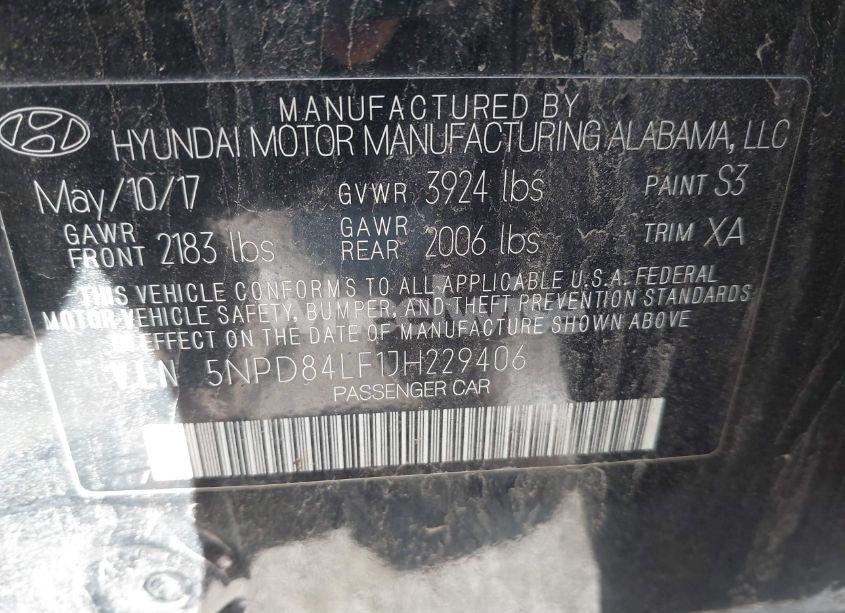 MANUFACTURED BY
HYUNDAI MOTOR MANUFACTURING ALABAMA, LLC
May/10/17 GVWR 3924 lbs PAINT S3
GAWR FRONT 2183 lbs GAWR REAR 2006 lbs TRIM XA
THIS VEHICLE CONFORMS TO ALL APPLICABLE U.S.A. FEDERAL
MOTOR VEHICLE SAFETY, BUMPER, AND THEFT PREVENTION STANDARDS
IN EFFECT ON THE DATE OF MANUFACTURE SHOWN ABOVE
V.I.N 5NPD84LF1JH229406
PASSENGER CAR